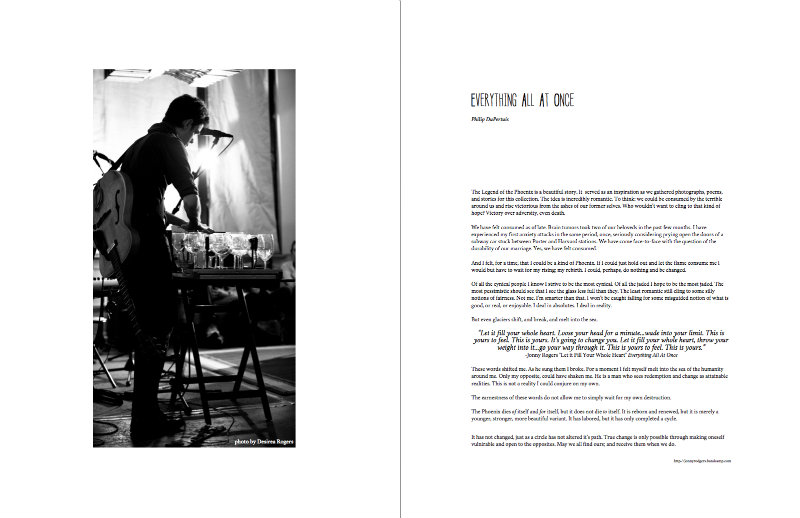 photo by Desiree Rogers
EVERYTHING ALL AT ONCE
Philip DuPertuis
The Legend of the Phoenix is a beautiful story. It served as an inspiration as we gathered photographs, poems,
and stories for this collection. The idea is incredibly romantic. To think: we could be consumed by the terrible
around us and rise victorious from the ashes of our former selves. Who wouldn't want to cling to that kind of
hope? Victory over adversity, even death.
We have felt consumed as of late. Brain tumors took two of our beloveds in the past few months. I have
experienced my first anxiety attacks in the same period, once, seriously considering prying open the doors of a
subway car stuck between Porter and Harvard stations. We have come face-to-face with the question of the
durability of our marriage. Yes, we have felt consumed.
And I felt, for a time, that I could be a kind of Phoenix. If I could just hold out and let the flame consume me I
would but have to wait for my rising; my rebirth. I could, perhaps, do nothing and be changed.
Of all the cynical people I know I strive to be the most cynical. Of all the jaded I hope to be the most jaded. The
most pessimistic should see that I see the glass less full than they. The least romantic still cling to some silly
notions of fairness. Not me. I'm smarter than that. I won't be caught falling for some misguided notion of what is
good, or real, or enjoyable. I deal in absolutes. I deal in reality.
But even glaciers shift, and break, and melt into the sea.
"Let it fill your whole heart. Loose your head for a minute...wade into your limit. This is
yours to feel. This is yours. It's going to change you. Let it fill your whole heart, throw your
weight into it...go your way through it. This is yours to feel. This is yours."
-Jonny Rogers "Let it Fill Your Whole Heart" Everything All At Once
These words shifted me. As he sung them I broke. For a moment I felt myself melt into the sea of the humanity
around me. Only my opposite, could have shaken me. He is a man who sees redemption and change as attainable
realities. This is not a reality I could conjure on my own.
The earnestness of these words do not allow me to simply wait for my own destruction.
The Phoenix dies of itself and for itself, but it does not die to itself. It is reborn and renewed, but it is merely a
younger, stronger, more beautiful variant. It has labored, but it has only completed a cycle.
It has not changed, just as a circle has not altered it's path. True change is only possible through making oneself
vulnerable and open to the opposites. May we all find ours; and receive them when we do.
http://jonnyrodgers.bandcamp.com